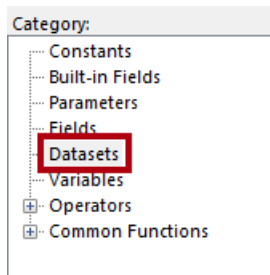 Category:
Constants
Built-in Fields
Parameters
Fields
Datasets
Variables
Operators
Common Functions